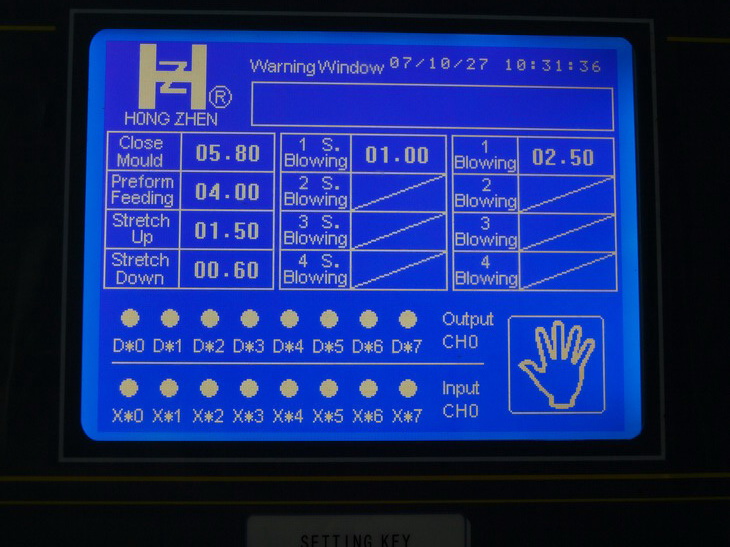 Warning Window 07/10/27 10:31:36
HZ
®
HONG ZHEN
Close Mould 05.80
1 S. Blowing 01.00
1 Blowing 02.50
Preform Feeding 04.00
2 S. Blowing
2 Blowing
Stretch Up 01.50
3 S. Blowing
3 Blowing
Stretch Down 00.60
4 S. Blowing
4 Blowing
Output
D*0 D*1 D*2 D*3 D*4 D*5 D*6 D*7 CH0
Input
X*0 X*1 X*2 X*3 X*4 X*5 X*6 X*7 CH0
SETTING KEY